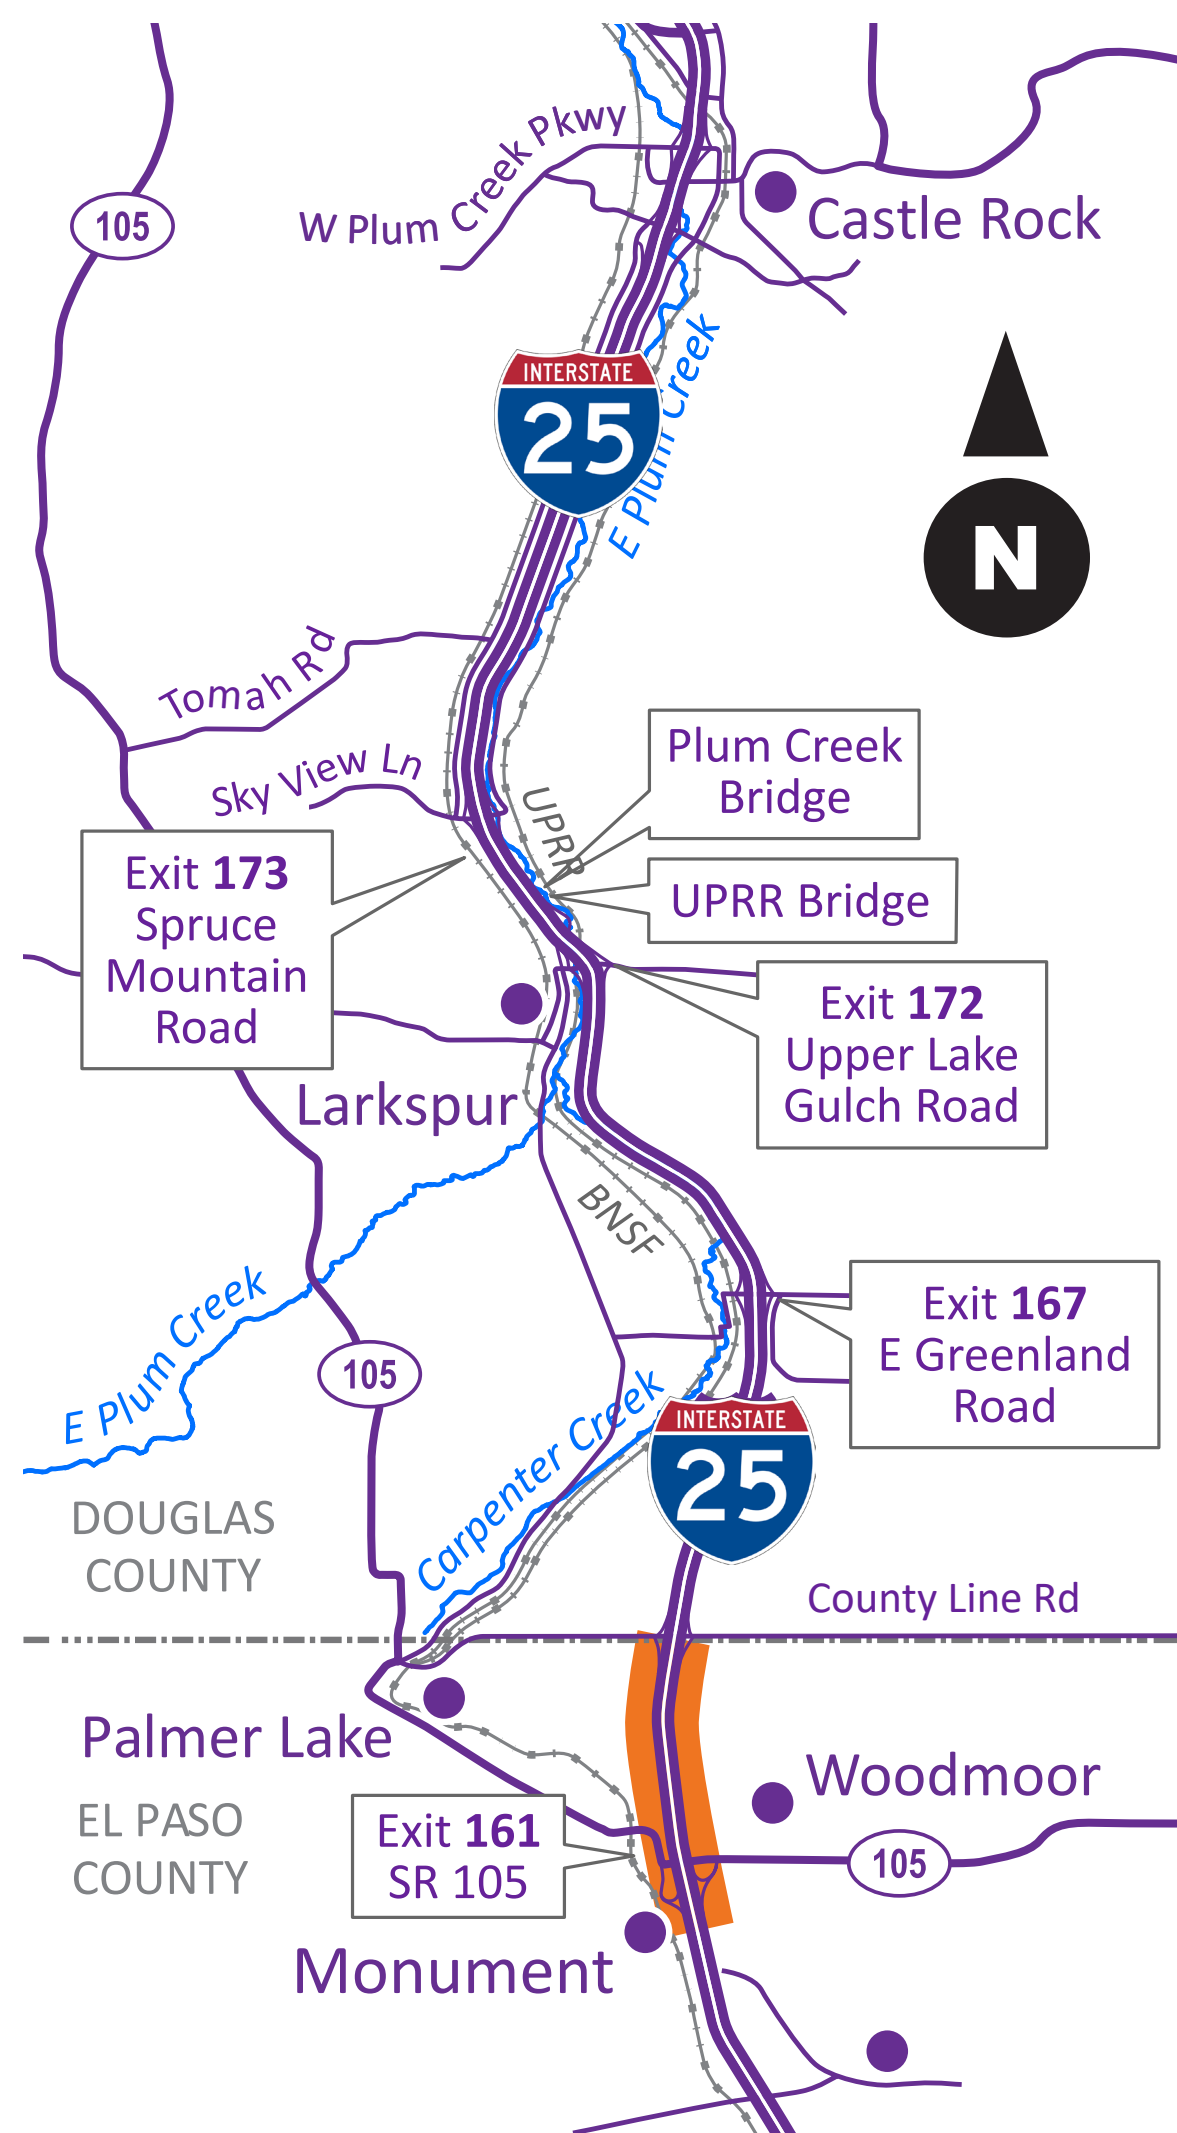 W Plum Creek Pkwy
105
Castle Rock
INTERSTATE
25
E Plum Creek
N
Tomah Rd
Sky View Ln
UPRR
Plum Creek
Bridge
UPRR Bridge
Exit 173
Spruce
Mountain
Road
Exit 172
Upper Lake
Gulch Road
Larkspur
BNSF
E Plum Creek
Exit 167
E Greenland
Road
105
Carpenter Creek
INTERSTATE
25
DOUGLAS
COUNTY
County Line Rd
Palmer Lake
Woodmoor
EL PASO
COUNTY
Exit 161
SR 105
105
Monument